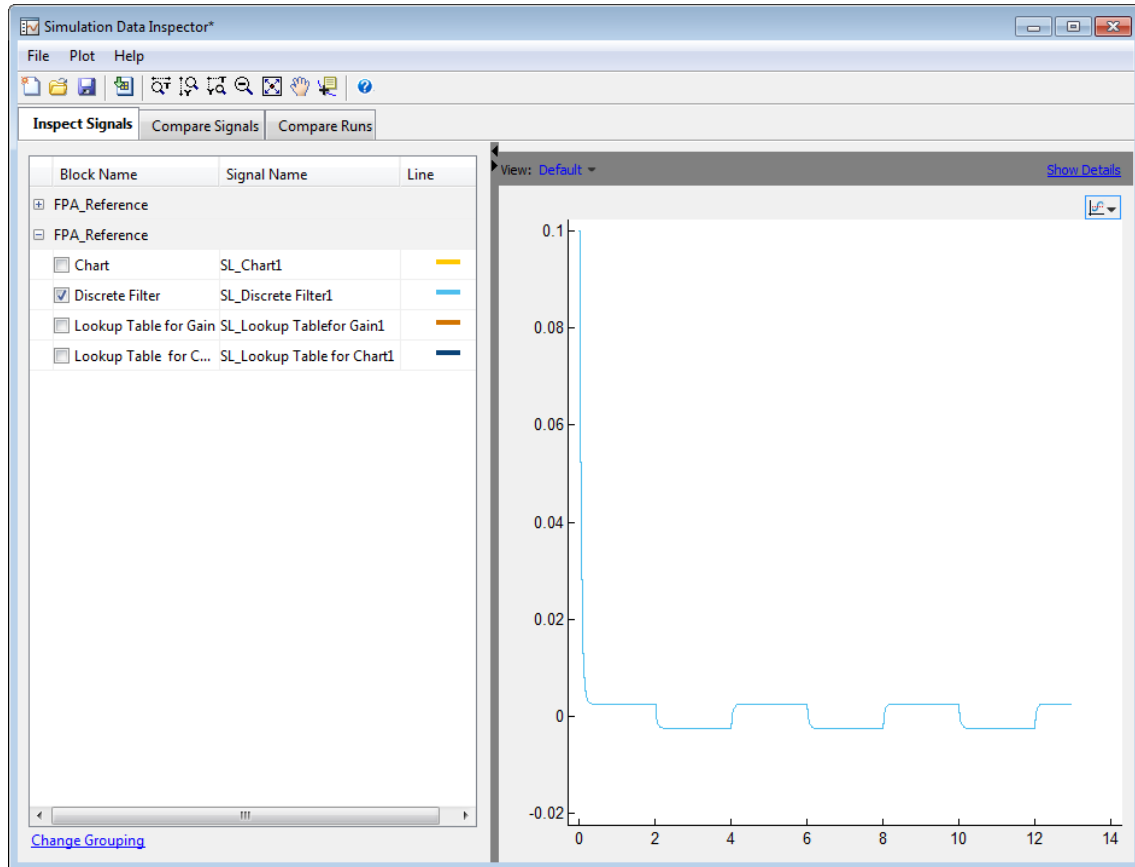 Simulation Data Inspector*
File Plot Help
Inspect Signals Compare Signals Compare Runs
Block Name Signal Name Line
FPA_Reference
FPA_Reference
Chart SL_Chart1
Discrete Filter SL_Discrete Filter1
Lookup Table for Gain SL_Lookup Tablefor Gain1
Lookup Table for C... SL_Lookup Table for Chart1
Change Grouping
View: Default Show Details
0.1
0.08
0.06
0.04
0.02
0
-0.02
0 2 4 6 8 10 12 14